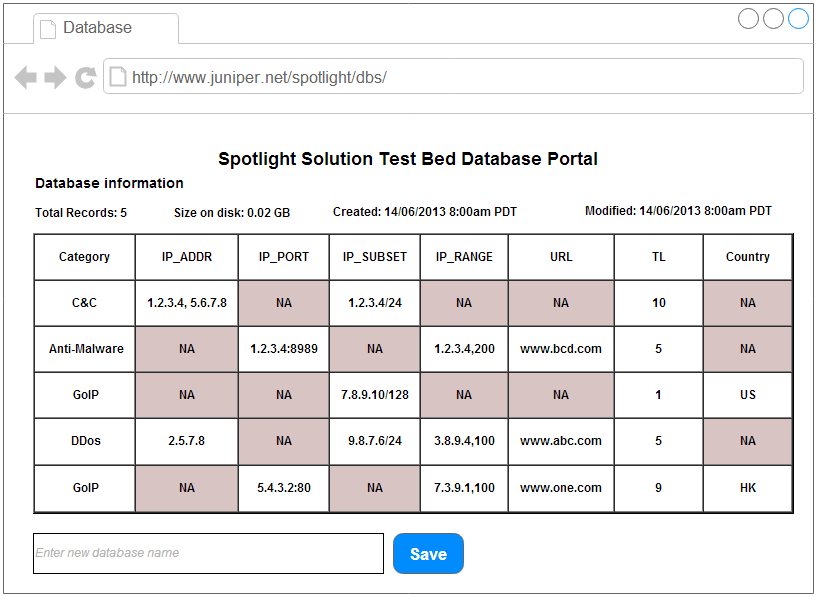 Database
http://www.juniper.net/spotlight/dbs/
Spotlight Solution Test Bed Database Portal
Database information
Total Records: 5 Size on disk: 0.02 GB Created: 14/06/2013 8:00am PDT Modified: 14/06/2013 8:00am PDT
Category IP_ADDR IP_PORT IP_SUBSET IP_RANGE URL TL Country
C&C 1.2.3.4, 5.6.7.8 NA 1.2.3.4/24 NA NA 10 NA
Anti-Malware NA 1.2.3.4:8989 NA 1.2.3.4,200 www.bcd.com 5 NA
GoIP NA NA 7.8.9.10/128 NA NA 1 US
DDos 2.5.7.8 NA 9.8.7.6/24 3.8.9.4,100 www.abc.com 5 NA
GoIP NA 5.4.3.2:80 NA 7.3.9.1,100 www.one.com 9 HK
Enter new database name Save